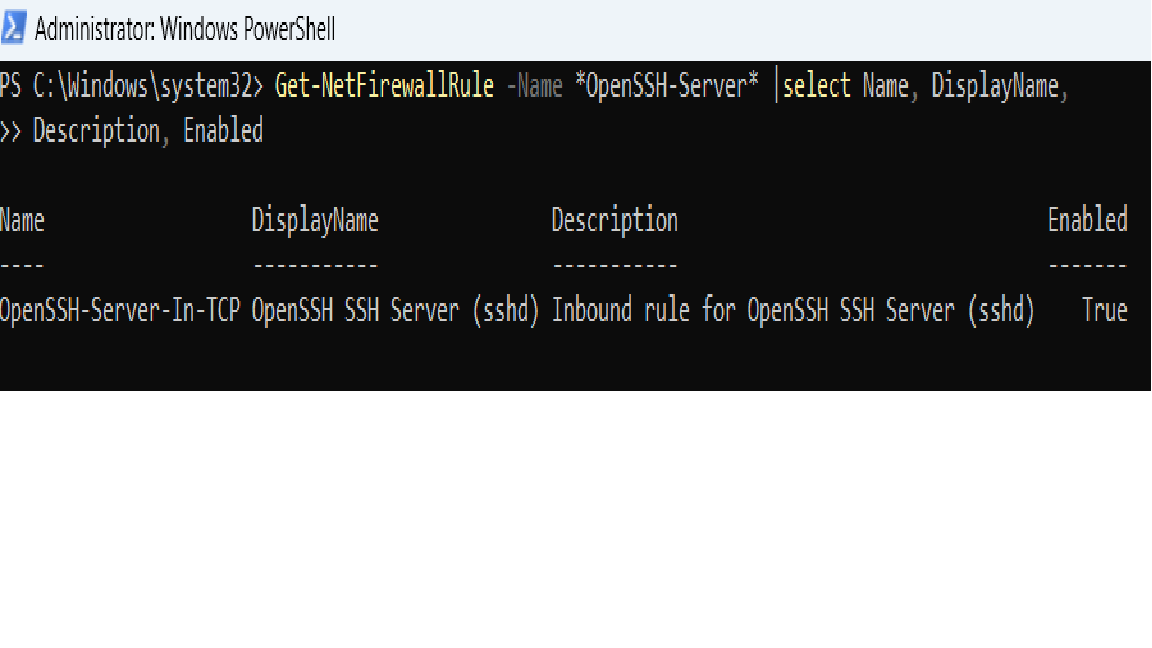 Administrator: Windows PowerShell
PS C:\Windows\system32> Get-NetFirewallRule -Name *OpenSSH-Server* |select Name, DisplayName,
>> Description, Enabled
Name DisplayName Description Enabled
---- ----------- ----------- -------
OpenSSH-Server-In-TCP OpenSSH SSH Server (sshd) Inbound rule for OpenSSH SSH Server (sshd) True